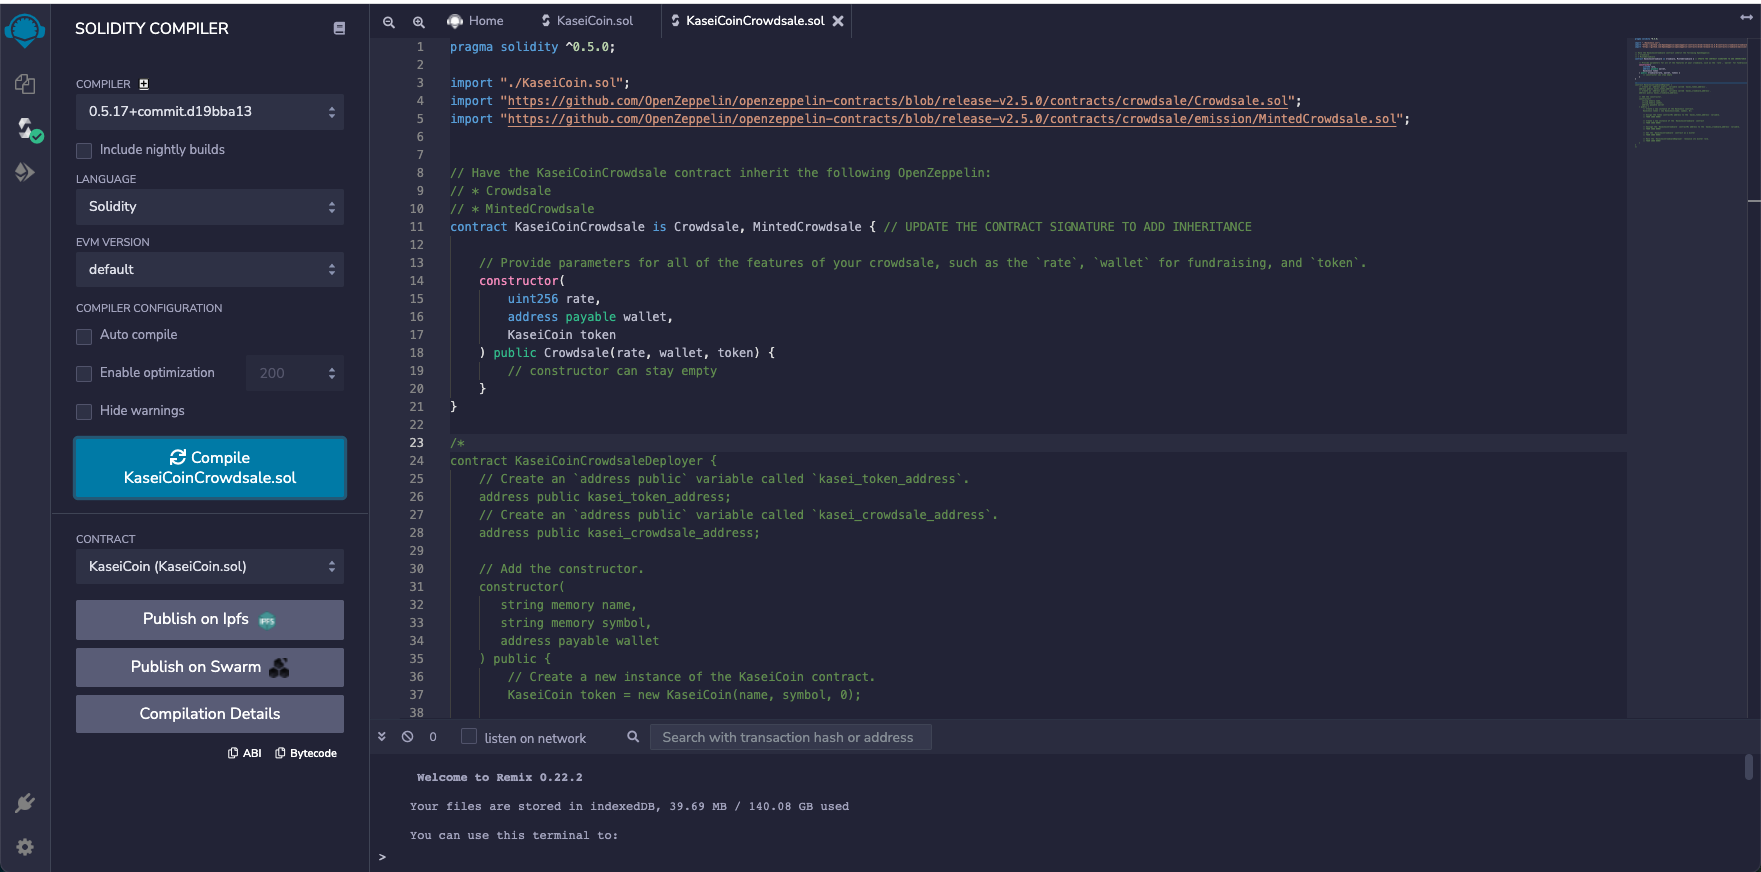 SOLIDITY COMPILER
COMPILER
0.5.17+commit.d19bba13
Include nightly builds
LANGUAGE
Solidity
EVM VERSION
default
COMPILER CONFIGURATION
Auto compile
Enable optimization
200
Hide warnings
Compile
KaseiCoinCrowdsale.sol
CONTRACT
KaseiCoin (KaseiCoin.sol)
Publish on Ipfs
IPFS
Publish on Swarm
Compilation Details
ABI Bytecode
Home KaseiCoin.sol KaseiCoinCrowdsale.sol
1 pragma solidity ^0.5.0;
2
3 import "./KaseiCoin.sol";
4 import "https://github.com/OpenZeppelin/openzeppelin-contracts/blob/release-v2.5.0/contracts/crowdsale/Crowdsale.sol";
5 import "https://github.com/OpenZeppelin/openzeppelin-contracts/blob/release-v2.5.0/contracts/crowdsale/emission/MintedCrowdsale.sol";
6
7
8 // Have the KaseiCoinCrowdsale contract inherit the following OpenZeppelin:
9 // * Crowdsale
10 // * MintedCrowdsale
11 contract KaseiCoinCrowdsale is Crowdsale, MintedCrowdsale { // UPDATE THE CONTRACT SIGNATURE TO ADD INHERITANCE
12
13 // Provide parameters for all of the features of your crowdsale, such as the `rate`, `wallet` for fundraising, and `token`.
14 constructor(
15 uint256 rate,
16 address payable wallet,
17 KaseiCoin token
18 ) public Crowdsale(rate, wallet, token) {
19 // constructor can stay empty
20 }
21 }
22
23 /*
24 contract KaseiCoinCrowdsaleDeployer {
25 // Create an `address public` variable called `kasei_token_address`.
26 address public kasei_token_address;
27 // Create an `address public` variable called `kasei_crowdsale_address`.
28 address public kasei_crowdsale_address;
29
30 // Add the constructor.
31 constructor(
32 string memory name,
33 string memory symbol,
34 address payable wallet
35 ) public {
36 // Create a new instance of the KaseiCoin contract.
37 KaseiCoin token = new KaseiCoin(name, symbol, 0);
38
0 listen on network Search with transaction hash or address
Welcome to Remix 0.22.2
Your files are stored in indexedDB, 39.69 MB / 140.08 GB used
You can use this terminal to:
>